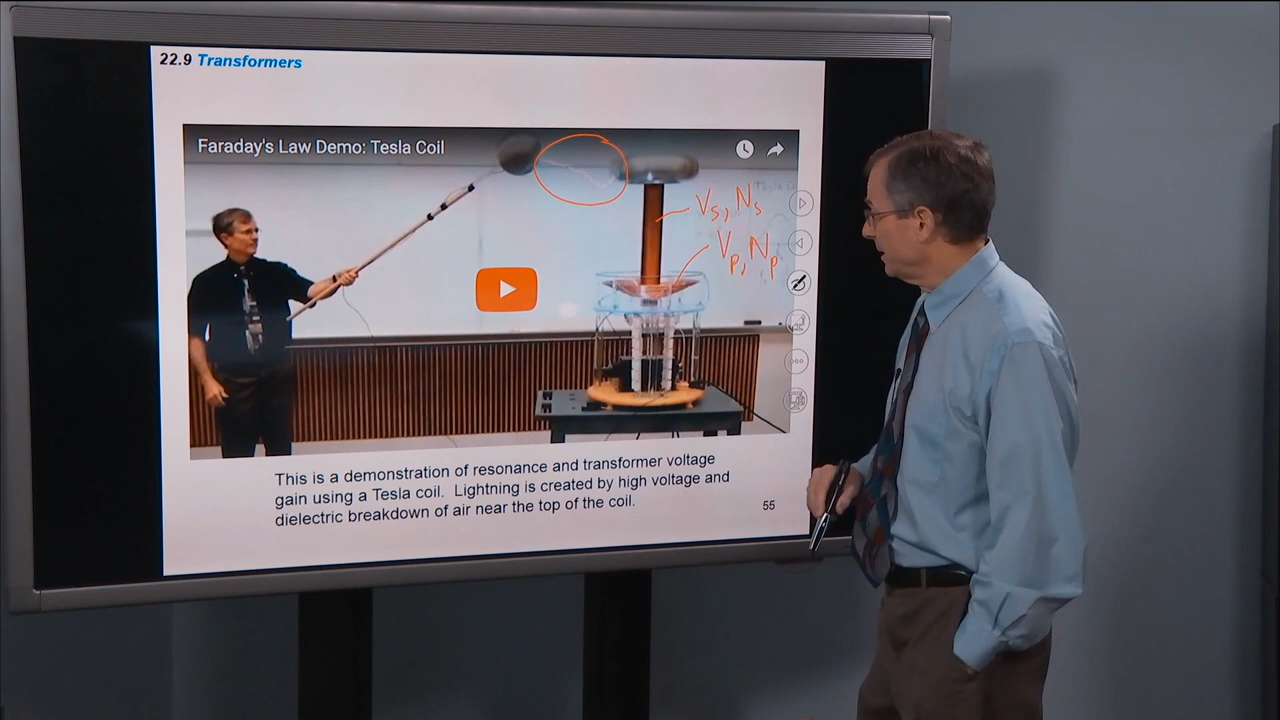 22.9 Transformers
Faraday's Law Demo: Tesla Coil
Vs, Ns
Vp, Np
This is a demonstration of resonance and transformer voltage
gain using a Tesla coil. Lightning is created by high voltage and
dielectric breakdown of air near the top of the coil.
55